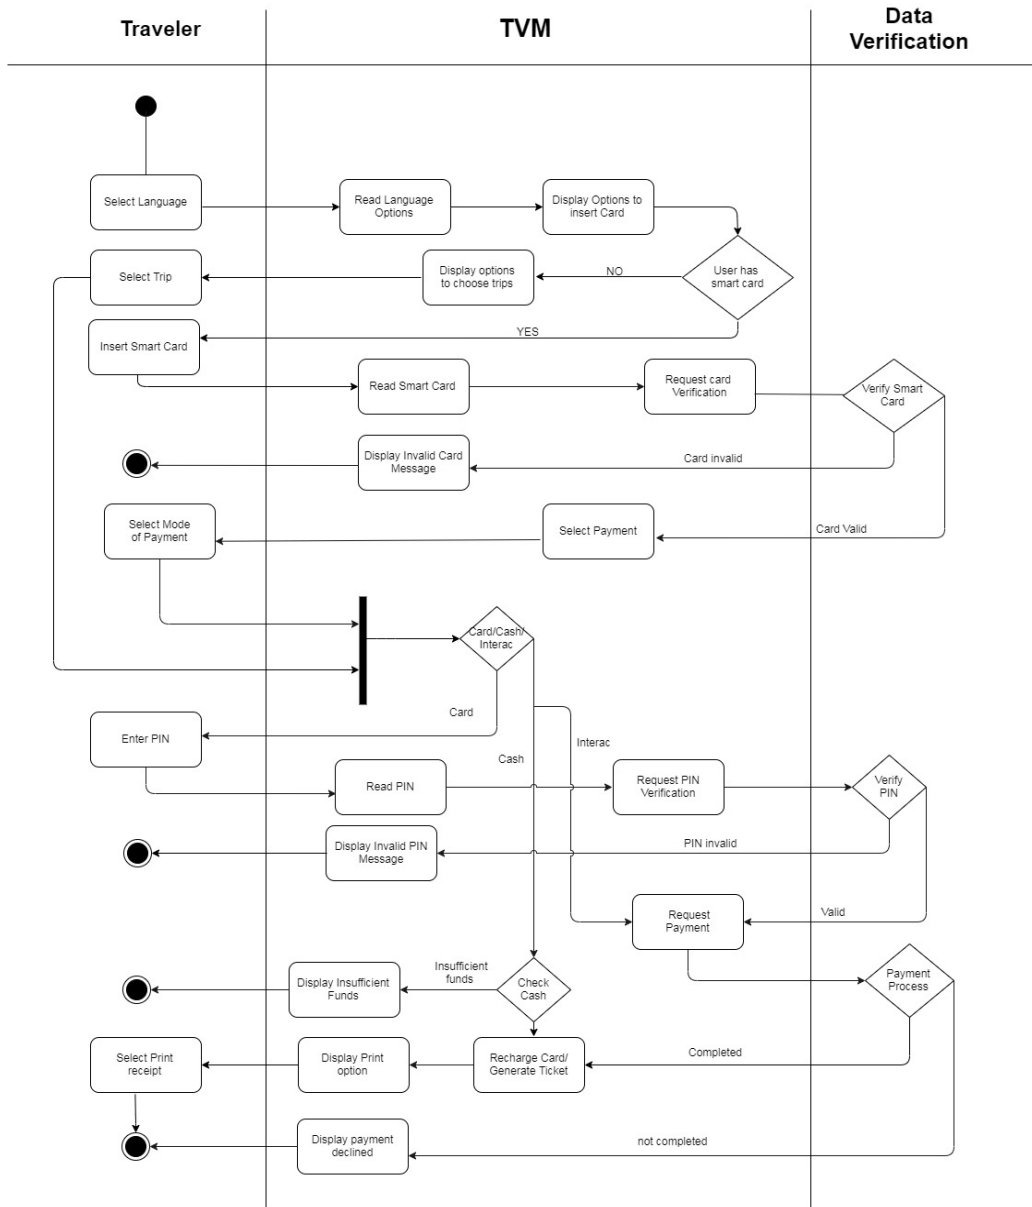 Traveler
TVM
Data
Verification
Select Language
Read Language
Options
Display Options to
insert Card
User has
smart card
NO
Display options
to choose trips
Select Trip
YES
Insert Smart Card
Read Smart Card
Request card
Verification
Verify Smart
Card
Card invalid
Display Invalid Card
Message
Select Mode
of Payment
Select Payment
Card Valid
Card/Cash/
Interac
Card
Enter PIN
Interac
Cash
Read PIN
Request PIN
Verification
Verify
PIN
Display Invalid PIN
Message
PIN invalid
Request
Payment
Valid
Insufficient
funds
Display Insufficient
Funds
Check
Cash
Payment
Process
Select Print
receipt
Display Print
option
Recharge Card/
Generate Ticket
Completed
Display payment
declined
not completed